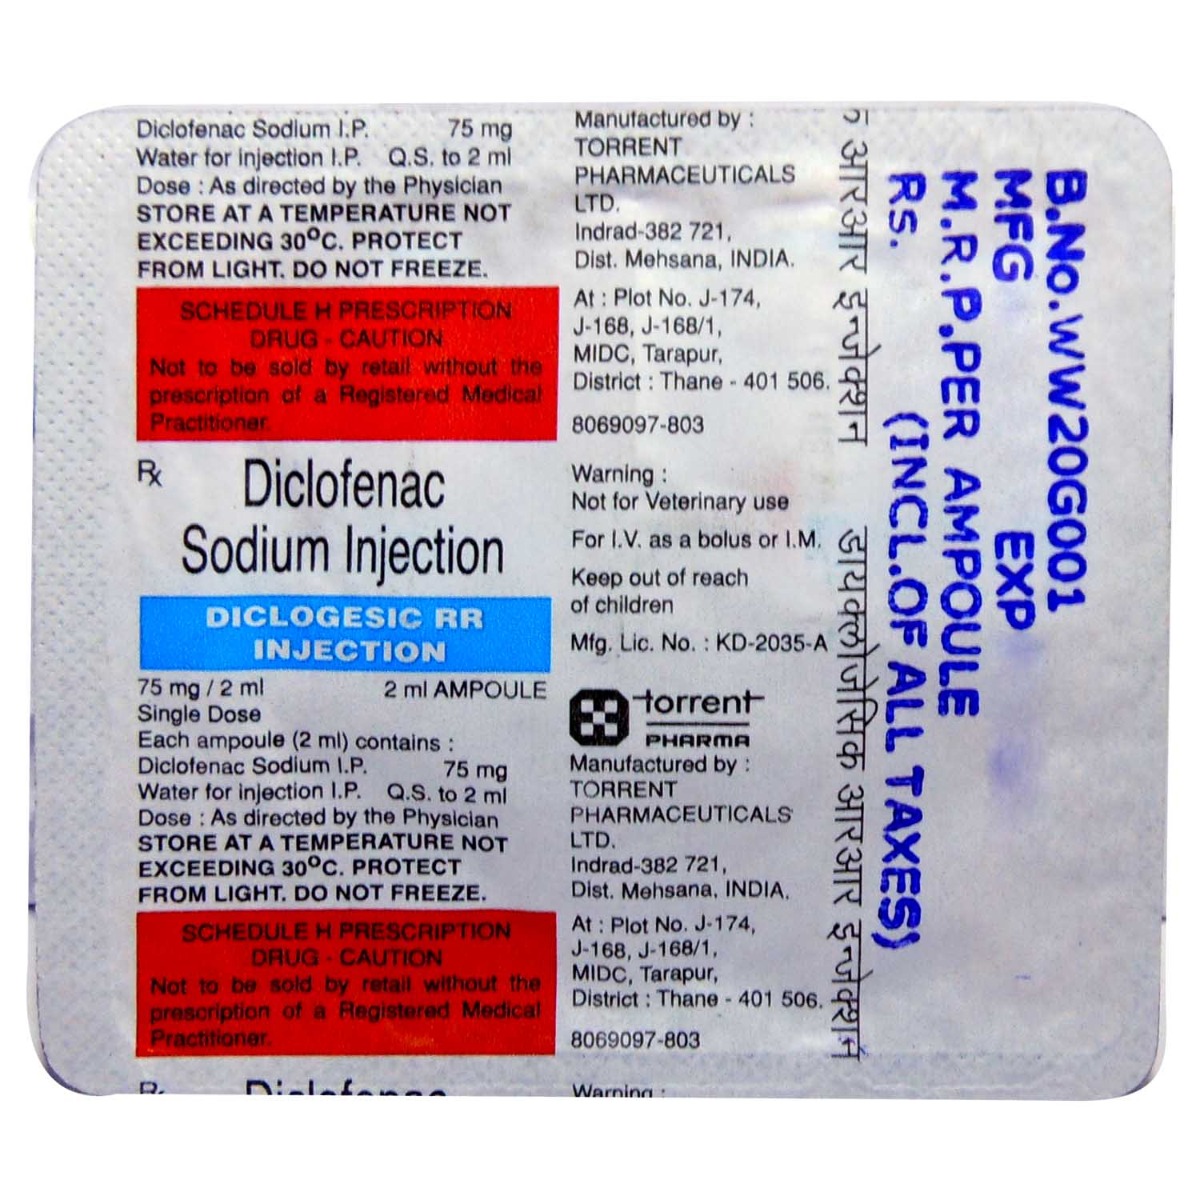 Diclofenac Sodium I.P. 75 mg
Water for injection I.P. Q.S. to 2 ml
Dose : As directed by the Physician
STORE AT A TEMPERATURE NOT
EXCEEDING 30°C. PROTECT
FROM LIGHT. DO NOT FREEZE.
SCHEDULE H PRESCRIPTION
DRUG - CAUTION
Not to be sold by retail without the
prescription of a Registered Medical
Practitioner.
Rx
Diclofenac
Sodium Injection
DICLOGESIC RR
INJECTION
75 mg / 2 ml 2 ml AMPOULE
Single Dose
Each ampoule (2 ml) contains :
Diclofenac Sodium I.P. 75 mg
Water for injection I.P. Q.S. to 2 ml
Dose : As directed by the Physician
STORE AT A TEMPERATURE NOT
EXCEEDING 30°C. PROTECT
FROM LIGHT. DO NOT FREEZE.
SCHEDULE H PRESCRIPTION
DRUG - CAUTION
Not to be sold by retail without the
prescription of a Registered Medical
Practitioner.
Rx
Diclofenac
Manufactured by :
TORRENT
PHARMACEUTICALS
LTD.
Indrad-382 721,
Dist. Mehsana, INDIA.
At : Plot No. J-174,
J-168, J-168/1,
MIDC, Tarapur,
District : Thane - 401 506.
8069097-803
Warning :
Not for Veterinary use
For I.V. as a bolus or I.M.
Keep out of reach
of children
Mfg. Lic. No. : KD-2035-A
torrent
PHARMA
Manufactured by :
TORRENT
PHARMACEUTICALS
LTD.
Indrad-382 721,
Dist. Mehsana, INDIA.
At : Plot No. J-174,
J-168, J-168/1,
MIDC, Tarapur,
District : Thane - 401 506.
8069097-803
Warning :
आरआर इन्जेक्शन
डायक्लोजेसिक आरआर इन्जेक्शन
B.No.WW20G001
MFG EXP
M.R.P.PER AMPOULE
Rs. (INCL.OF ALL TAXES)